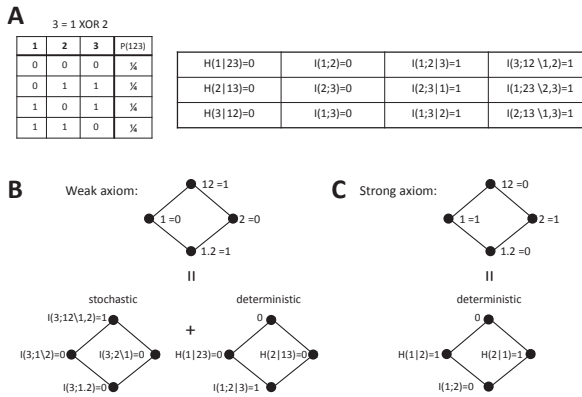 A
3 = 1 XOR 2
1 2 3 P(123)
0 0 0 ¼
0 1 1 ¼
1 0 1 ¼
1 1 0 ¼
H(1|23)=0 I(1;2)=0 I(1;2|3)=1 I(3;12 \1,2)=1
H(2|13)=0 I(2;3)=0 I(2;3|1)=1 I(1;23 \2,3)=1
H(3|12)=0 I(1;3)=0 I(1;3|2)=1 I(2;13 \1,3)=1
B Weak axiom:
12 =1
1 =0
2 =0
1.2 =1
=
stochastic
I(3;12\1,2)=1
I(3;1\2)=0
I(3;2\1)=0
I(3;1.2)=0
+
deterministic
0
H(1|23)=0
H(2|13)=0
I(1;2|3)=1
C Strong axiom:
12 =0
1 =1
2 =1
1.2 =0
=
deterministic
0
H(1|2)=1
H(2|1)=1
I(1;2)=0